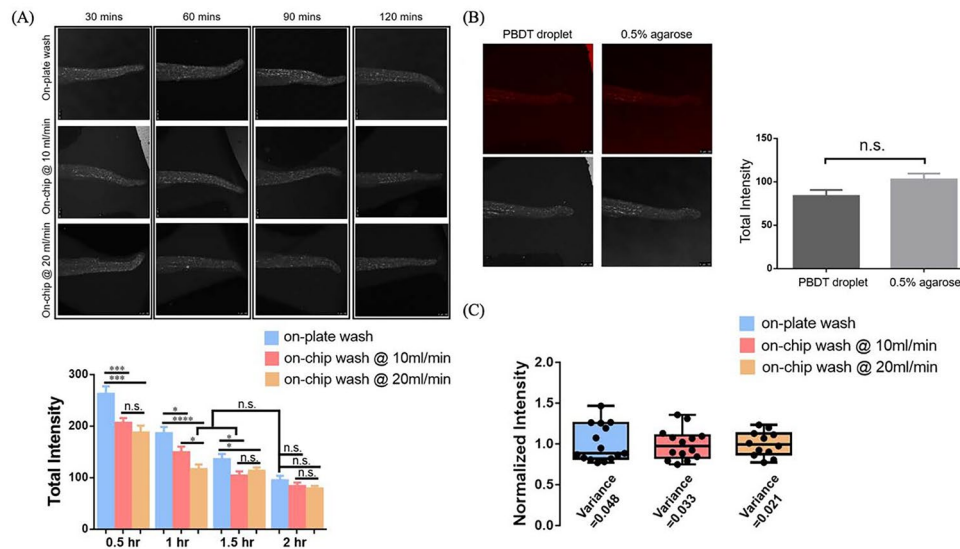 (A)
30 mins
60 mins
90 mins
120 mins
On-plate wash
On-chip @ 10 ml/min
On-chip @ 20 ml/min
on-plate wash
on-chip wash @ 10ml/min
on-chip wash @ 20ml/min
Total Intensity
300
200
100
0
***
***
n.s.
*
****
*
n.s.
*
*
n.s.
n.s.
n.s.
n.s.
0.5 hr
1 hr
1.5 hr
2 hr
(B)
PBDT droplet
0.5% agarose
Total Intensity
150
100
50
0
n.s.
PBDT droplet
0.5% agarose
(C)
on-plate wash
on-chip wash @ 10ml/min
on-chip wash @ 20ml/min
Normalized Intensity
2.0
1.5
1.0
0.5
0.0
Variance
=0.048
Variance
=0.033
Variance
=0.021